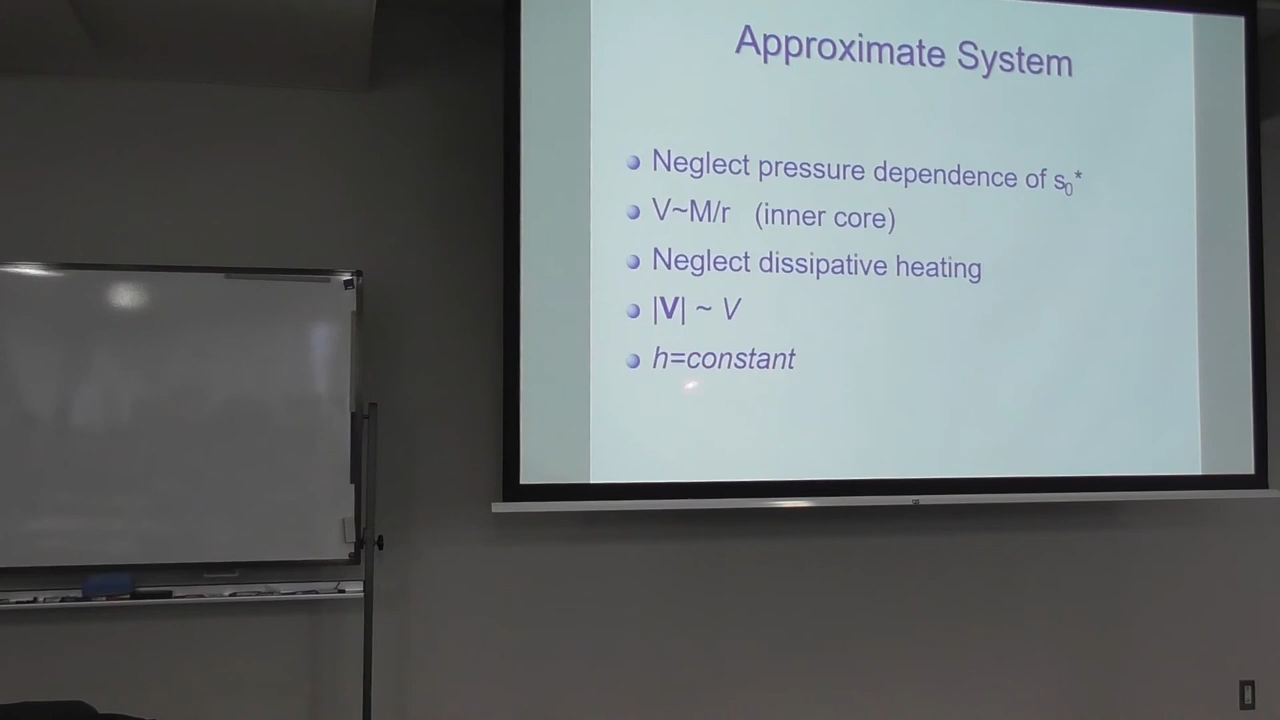 Approximate System
Neglect pressure dependence of s₀*
V~M/r (inner core)
Neglect dissipative heating
|V| ~ V
h=constant